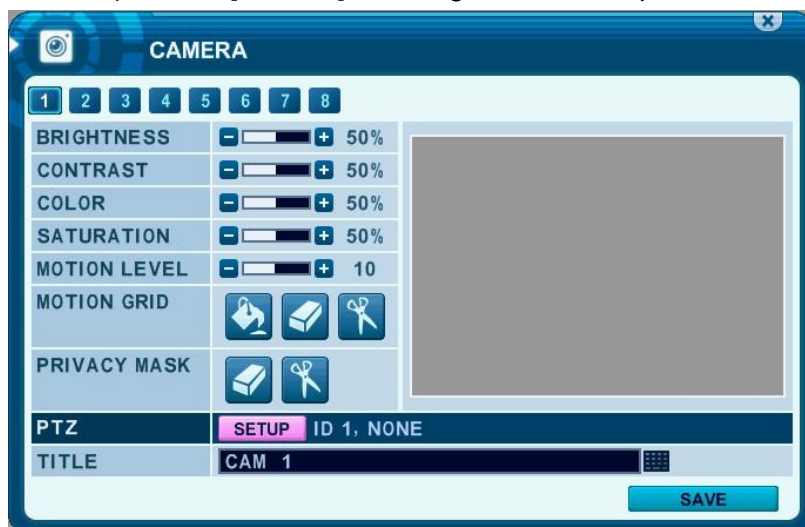 CAMERA
1 2 3 4 5 6 7 8
BRIGHTNESS 50%
CONTRAST 50%
COLOR 50%
SATURATION 50%
MOTION LEVEL 10
MOTION GRID
PRIVACY MASK
PTZ SETUP ID 1, NONE
TITLE CAM 1
SAVE